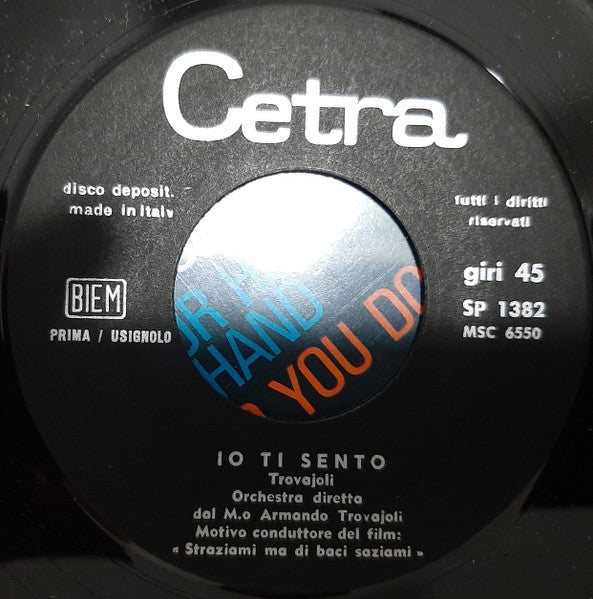 Cetra
disco deposit.
made in Italy
tutti i diritti
riservati
BIEM
PRIMA / USIGNOLO
giri 45
SP 1382
MSC 6550
HAND
YOU DO
IO TI SENTO
Trovajoli
Orchestra diretta
dal M.o Armando Trovajoli
Motivo conduttore del film:
« Straziami ma di baci saziami »